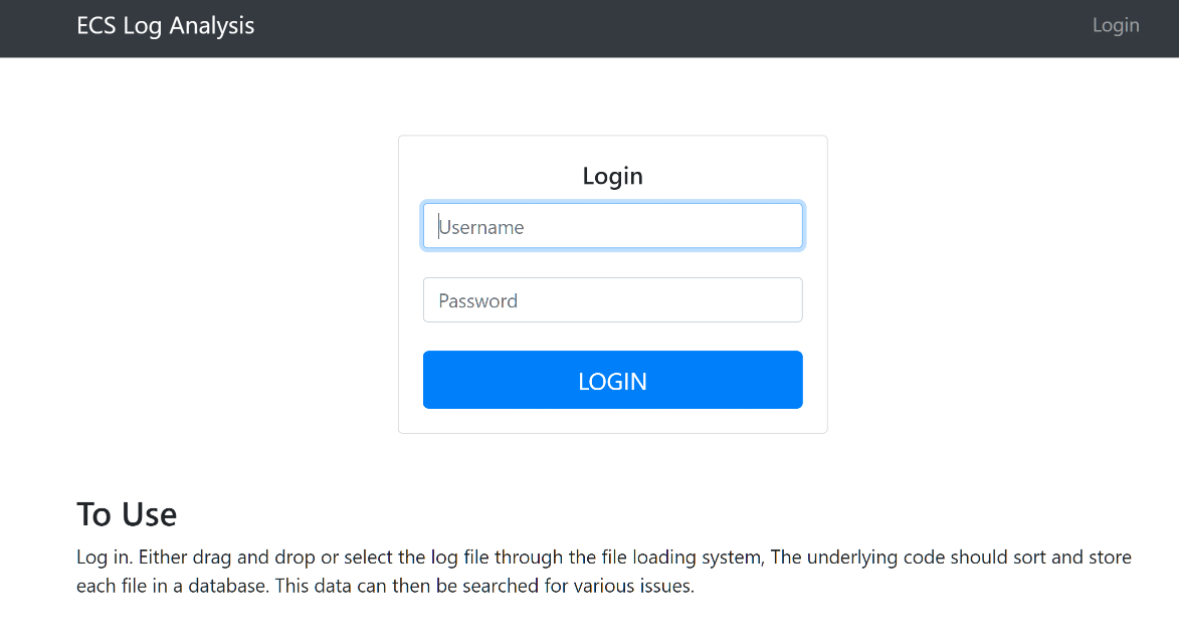 ECS Log Analysis
Login
Login
Username
Password
LOGIN
To Use
Log in. Either drag and drop or select the log file through the file loading system, The underlying code should sort and store
each file in a database. This data can then be searched for various issues.